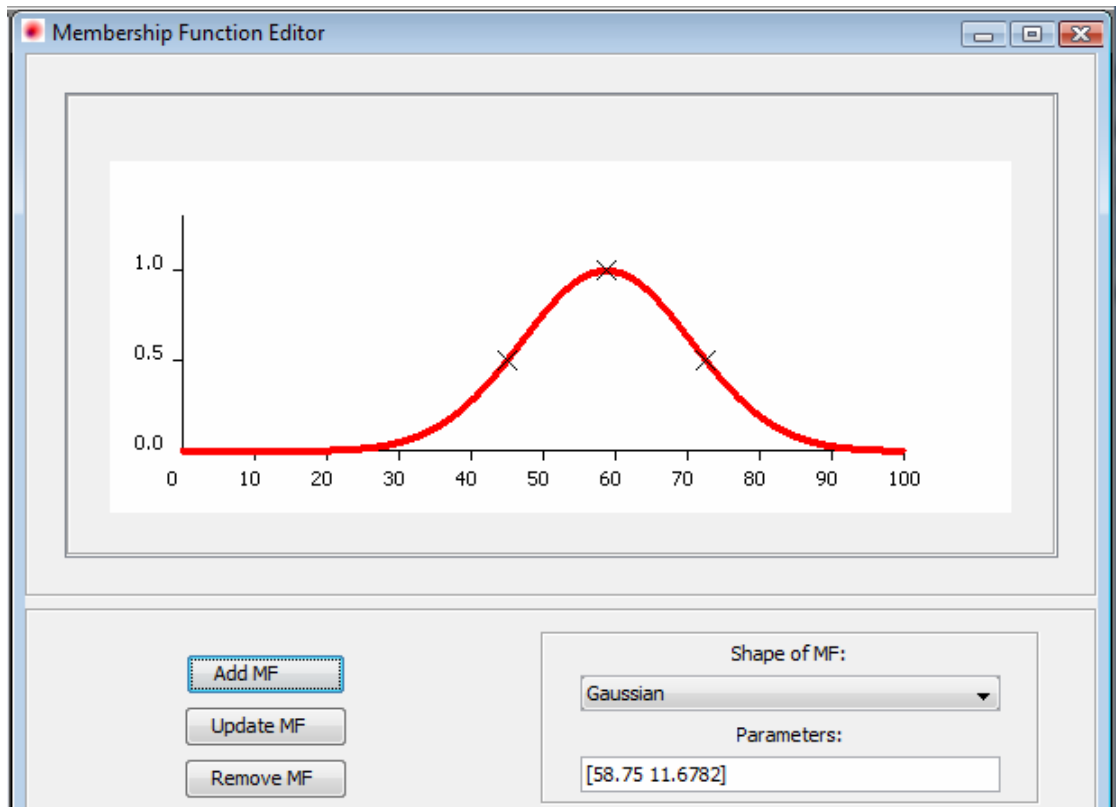 Membership Function Editor
1.0
0.5
0.0
0 10 20 30 40 50 60 70 80 90 100
Add MF
Update MF
Remove MF
Shape of MF:
Gaussian
Parameters:
[58.75 11.6782]